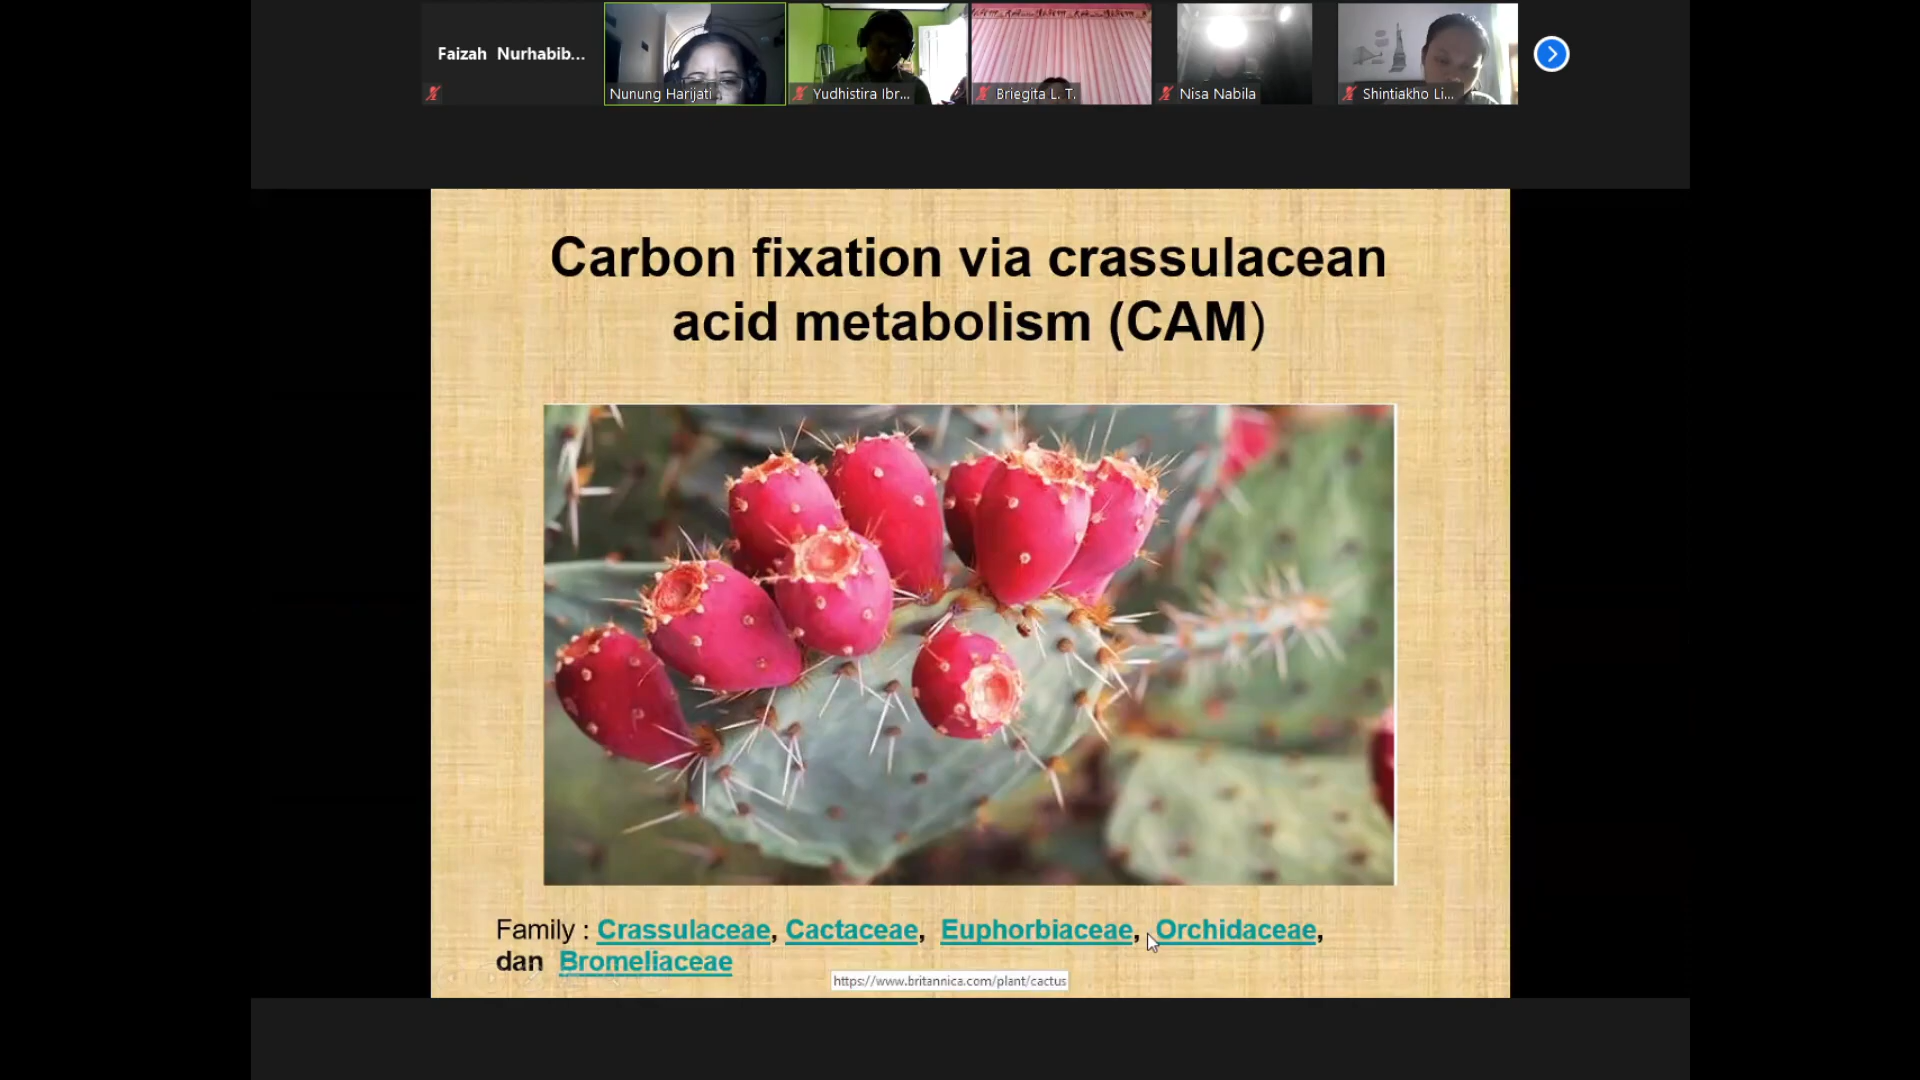 Faizah Nurhabib...
Nunung Harijati
Yudhistira Ibr...
Briegita L. T.
Nisa Nabila
Shintiakho Li...
Carbon fixation via crassulacean
acid metabolism (CAM)
Family : Crassulaceae, Cactaceae, Euphorbiaceae, Orchidaceae,
dan Bromeliaceae
https://www.britannica.com/plant/cactus